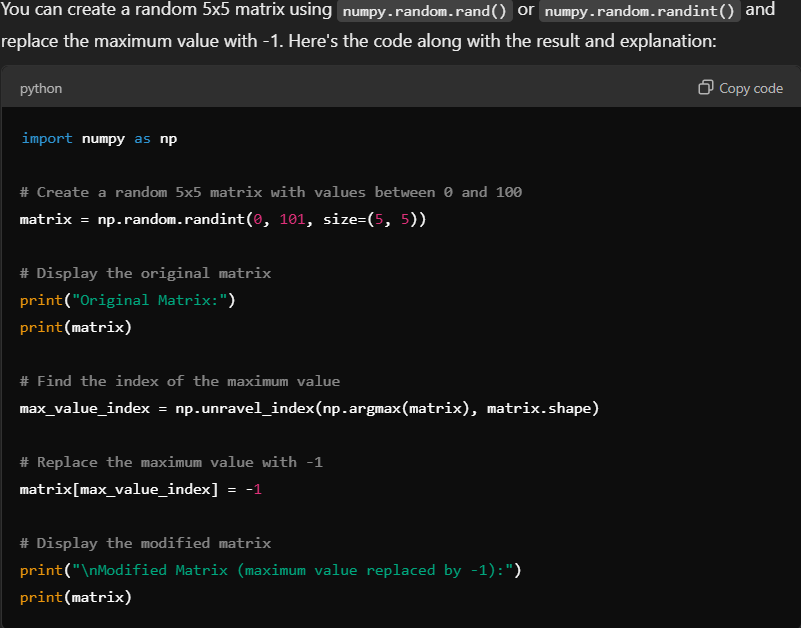 You can create a random 5x5 matrix using numpy.random.rand() or numpy.random.randint() and
replace the maximum value with -1. Here's the code along with the result and explanation:
python Copy code
import numpy as np
# Create a random 5x5 matrix with values between 0 and 100
matrix = np.random.randint(0, 101, size=(5, 5))
# Display the original matrix
print("Original Matrix:")
print(matrix)
# Find the index of the maximum value
max_value_index = np.unravel_index(np.argmax(matrix), matrix.shape)
# Replace the maximum value with -1
matrix[max_value_index] = -1
# Display the modified matrix
print("\nModified Matrix (maximum value replaced by -1):")
print(matrix)